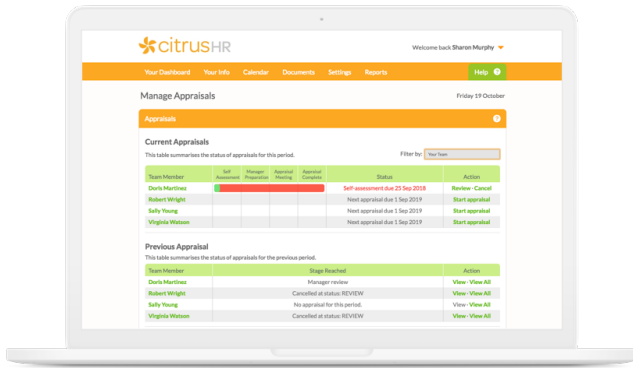 citrusHR
Welcome back Sharon Murphy
Your Dashboard Your Info Calendar Documents Settings Reports Help ?
Manage Appraisals Friday 19 October
Appraisals ?
Current Appraisals
This table summarises the status of appraisals for this period. Filter by: Your Team
Team Member Self Assessment Manager Preparation Appraisal Meeting Appraisal Complete Status Action
Doris Martinez Self-assessment due 25 Sep 2018 Review - Cancel
Robert Wright Next appraisal due 1 Sep 2019 Start appraisal
Sally Young Next appraisal due 1 Sep 2019 Start appraisal
Virginia Watson Next appraisal due 1 Sep 2019 Start appraisal
Previous Appraisal
This table summarises the status of appraisals for the previous period.
Team Member Stage Reached Action
Doris Martinez Manager review View - View All
Robert Wright Cancelled at status: REVIEW View - View All
Sally Young No appraisal for this period. View - View All
Virginia Watson Cancelled at status: REVIEW View - View All